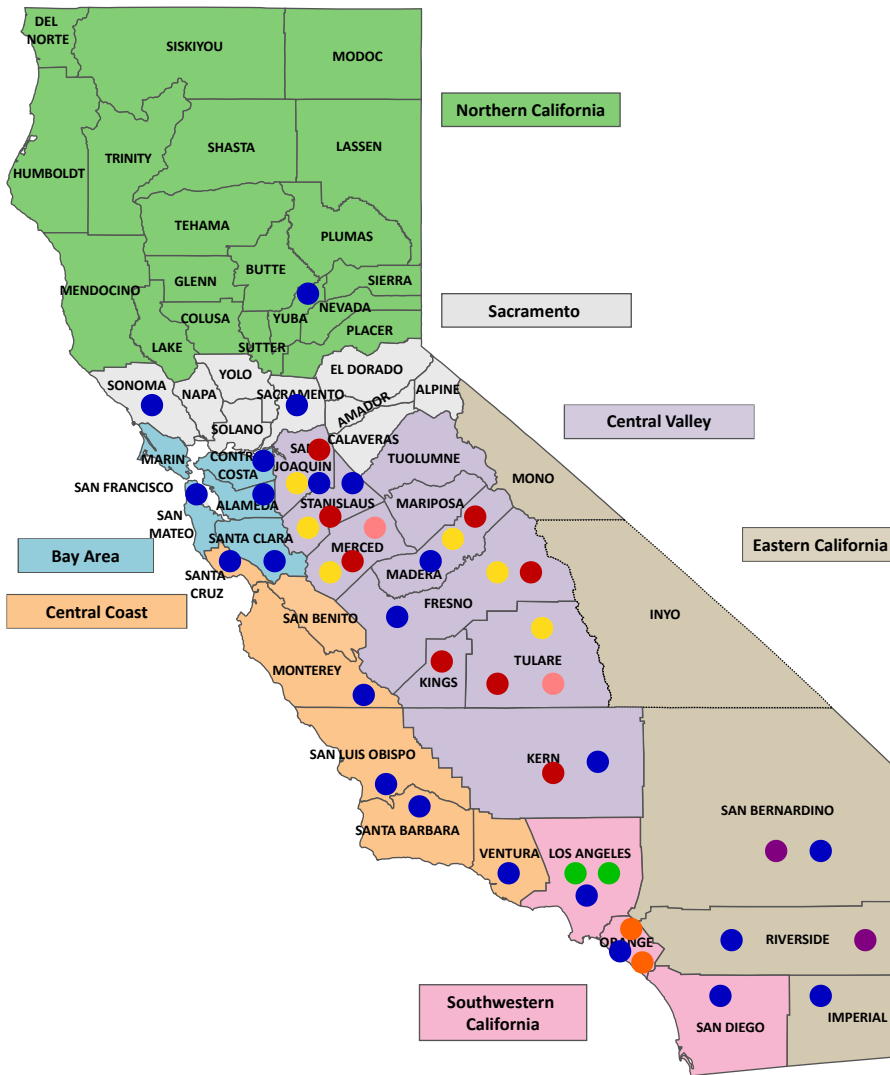 DEL
NORTE
SISKIYOU
MODOC
Northern California
HUMBOLDT
TRINITY
SHASTA
LASSEN
TEHAMA
PLUMAS
MENDOCINO
GLENN
BUTTE
SIERRA
COLUSA
YUBA
NEVADA
Sacramento
LAKE
SUTTER
PLACER
SONOMA
NAPA
YOLO
SACRAMENTO
EL DORADO
ALPINE
SOLANO
AMADOR
CALAVERAS
Central Valley
MARIN
CONTR
COSTA
SAN
JOAQUIN
TUOLUMNE
MONO
SAN FRANCISCO
ALAMEDA
STANISLAUS
MARIPOSA
SAN
MATEO
SANTA CLARA
MERCED
Eastern California
Bay Area
SANTA
CRUZ
MADERA
Central Coast
SAN BENITO
FRESNO
INYO
MONTEREY
KINGS
TULARE
SAN LUIS OBISPO
KERN
SANTA BARBARA
SAN BERNARDINO
VENTURA
LOS ANGELES
ORANGE
RIVERSIDE
Southwestern
California
SAN DIEGO
IMPERIAL